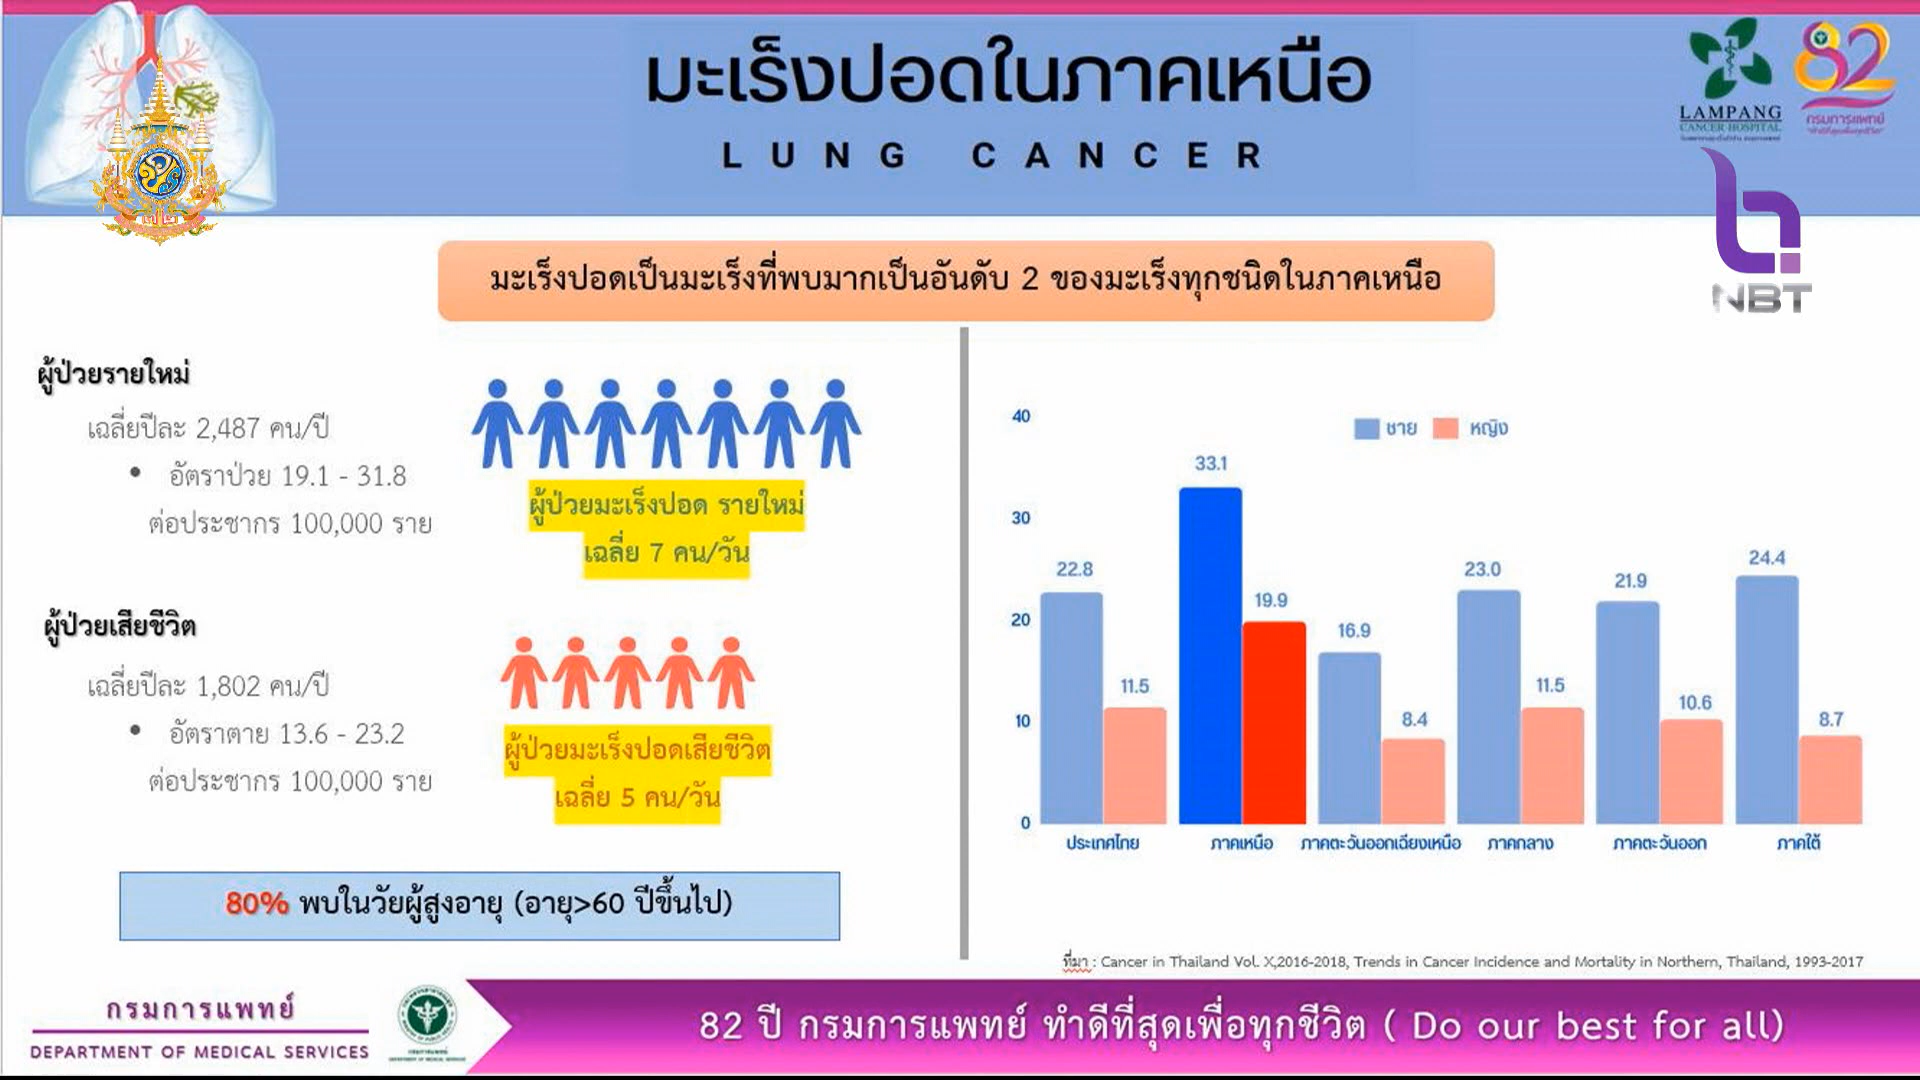 มะเร็งปอดในภาคเหนือ
LUNG CANCER
LAMPANG
CANCER HOSPITAL
82
กรมการแพทย์
NBT
มะเร็งปอดเป็นมะเร็งที่พบมากเป็นอันดับ 2 ของมะเร็งทุกชนิดในภาคเหนือ
ผู้ป่วยรายใหม่
เฉลี่ยปีละ 2,487 คน/ปี
• อัตราป่วย 19.1 - 31.8
ต่อประชากร 100,000 ราย
ผู้ป่วยมะเร็งปอด รายใหม่
เฉลี่ย 7 คน/วัน
ผู้ป่วยเสียชีวิต
เฉลี่ยปีละ 1,802 คน/ปี
• อัตราตาย 13.6 - 23.2
ต่อประชากร 100,000 ราย
ผู้ป่วยมะเร็งปอดเสียชีวิต
เฉลี่ย 5 คน/วัน
80% พบในวัยผู้สูงอายุ (อายุ>60 ปีขึ้นไป)
ชาย หญิง
40
30
20
10
0
22.8 11.5
33.1 19.9
16.9 8.4
23.0 11.5
21.9 10.6
24.4 8.7
ประเทศไทย ภาคเหนือ ภาคตะวันออกเฉียงเหนือ ภาคกลาง ภาคตะวันออก ภาคใต้
ที่มา : Cancer in Thailand Vol. X,2016-2018, Trends in Cancer Incidence and Mortality in Northern, Thailand, 1993-2017
กรมการแพทย์
DEPARTMENT OF MEDICAL SERVICES
82 ปี กรมการแพทย์ ทำดีที่สุดเพื่อทุกชีวิต ( Do our best for all)